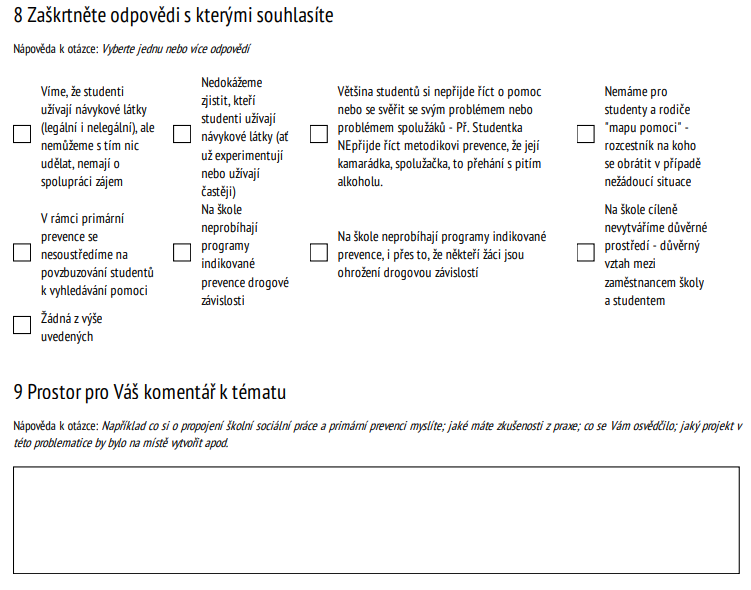 8 Zaškrtněte odpovědi s kterými souhlasíte
Nápověda k otázce: Vyberte jednu nebo více odpovědí
Víme, že studenti
užívají návykové látky
(legální i nelegální), ale
nemůžeme s tím nic
udělat, nemají o
spolupráci zájem
Nedokážeme
zjistit, kteří
studenti užívají
návykové látky (ať
už experimentují
nebo užívají
častěji)
Většina studentů si nepřijde říct o pomoc
nebo se svěřit se svým problémem nebo
problémem spolužáků - Př. Studentka
NEpřijde říct metodikovi prevence, že její
kamarádka, spolužačka, to přehání s pitím
alkoholu.
Nemáme pro
studenty a rodiče
"mapu pomoci" -
rozcestník na koho
se obrátit v případě
nežádoucí situace
V rámci primární
prevence se
nesoustředíme na
povzbuzování studentů
k vyhledávání pomoci
Na škole
neprobíhají
programy
indikované
prevence drogové
závislosti
Na škole neprobíhají programy indikované
prevence, i přes to, že někteří žáci jsou
ohrožení drogovou závislostí
Na škole cíleně
nevytváříme důvěrné
prostředí - důvěrný
vztah mezi
zaměstnancem školy
a studentem
Žádná z výše
uvedených
9 Prostor pro Váš komentář k tématu
Nápověda k otázce: Například co si o propojení školní sociální práce a primární prevenci myslíte; jaké máte zkušenosti z praxe; co se Vám osvědčilo; jaký projekt v
této problematice by bylo na místě vytvořit apod.